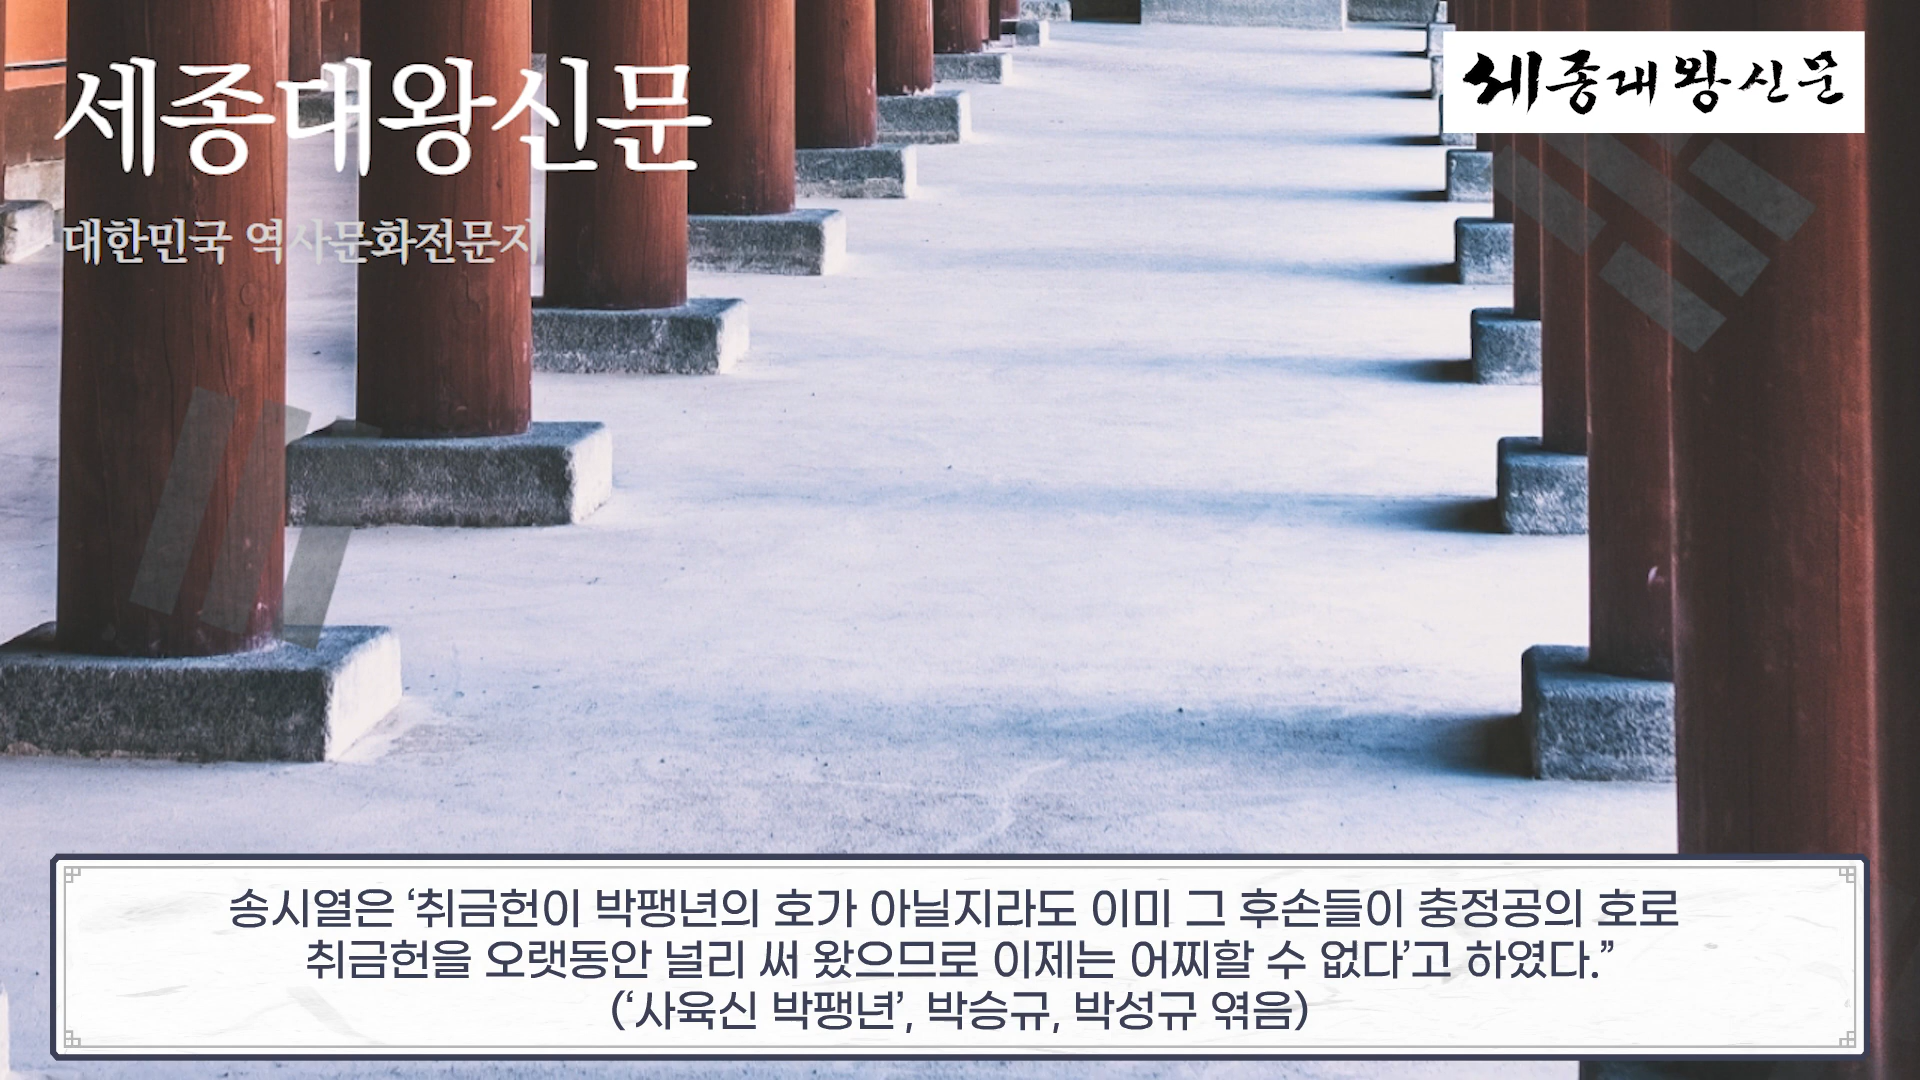 세종대왕신문
세종대왕신문
대한민국 역사문화전문지
송시열은 ‘취금헌이 박팽년의 호가 아닐지라도 이미 그 후손들이 충정공의 호로
취금헌을 오랫동안 널리 써 왔으므로 이제는 어찌할 수 없다’고 하였다.”
(‘사육신 박팽년’, 박승규, 박성규 엮음)